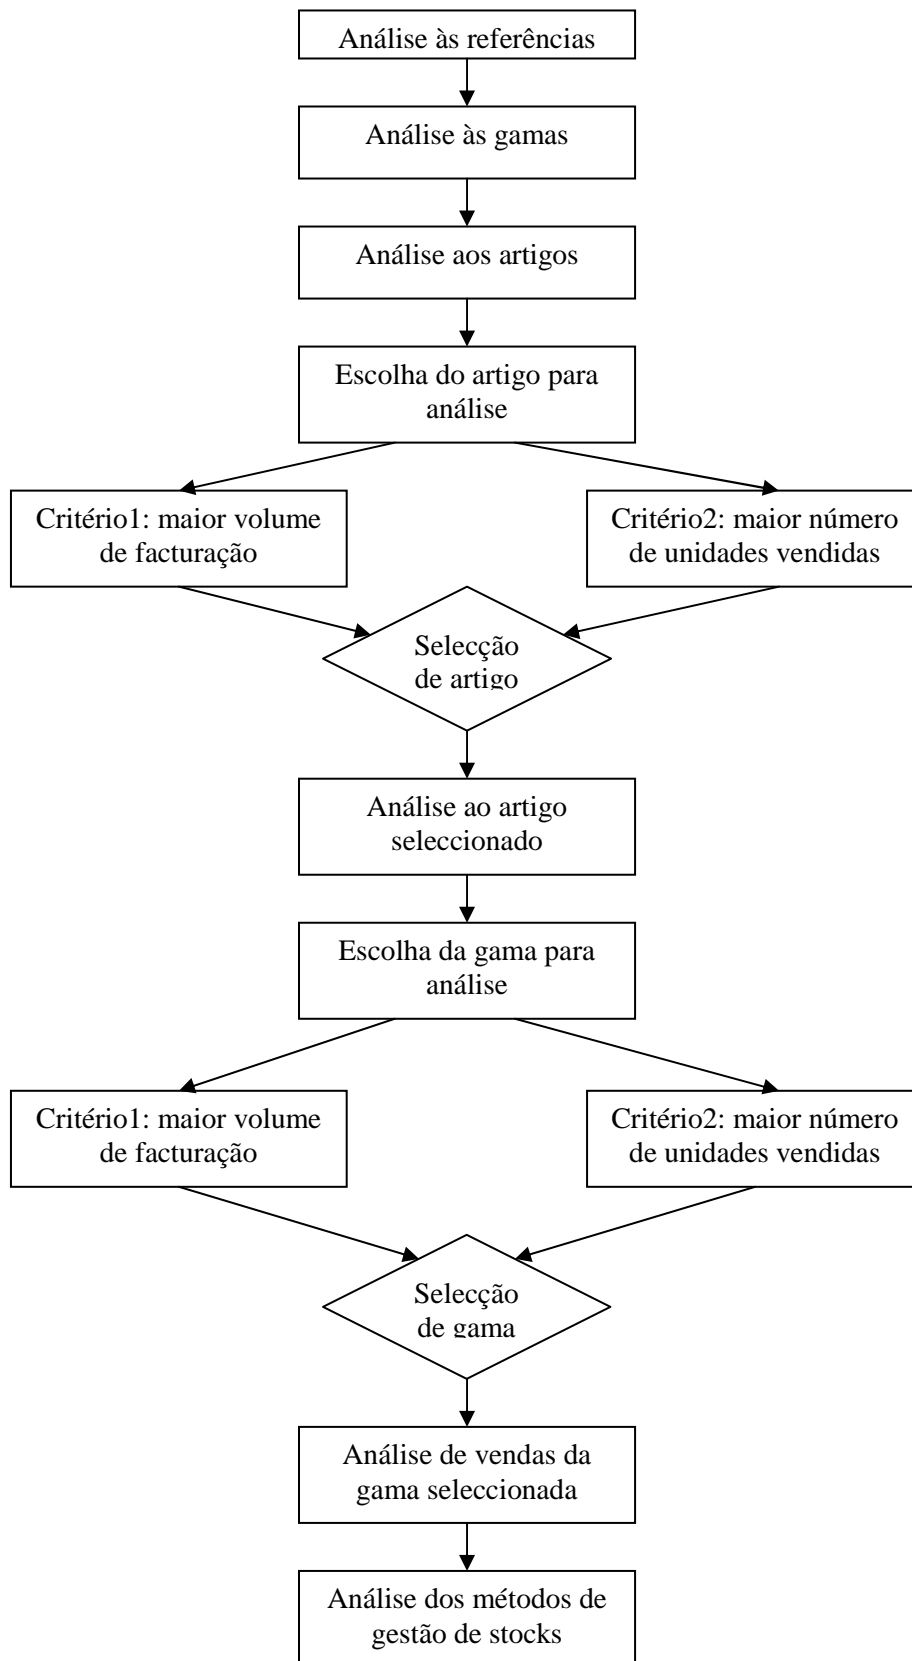 Análise às referências
Análise às gamas
Análise aos artigos
Escolha do artigo para
análise
Critério1: maior volume
de facturação
Critério2: maior número
de unidades vendidas
Selecção
de artigo
Análise ao artigo
seleccionado
Escolha da gama para
análise
Critério1: maior volume
de facturação
Critério2: maior número
de unidades vendidas
Selecção
de gama
Análise de vendas da
gama seleccionada
Análise dos métodos de
gestão de stocks